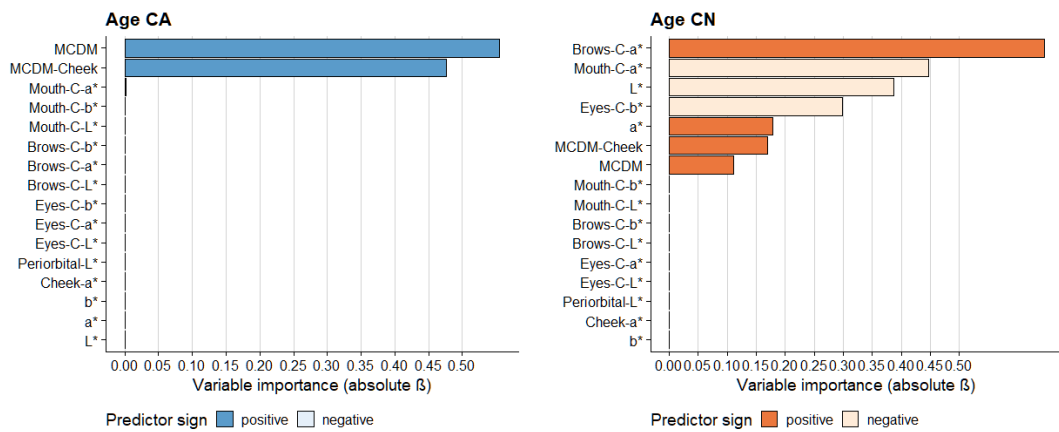 Age CA
MCDM
MCDM-Cheek
Mouth-C-a*
Mouth-C-b*
Mouth-C-L*
Brows-C-b*
Brows-C-a*
Brows-C-L*
Eyes-C-b*
Eyes-C-a*
Eyes-C-L*
Periorbital-L*
Cheek-a*
b*
a*
L*
0.00 0.05 0.10 0.15 0.20 0.25 0.30 0.35 0.40 0.45 0.50
Variable importance (absolute ß)
Predictor sign positive negative
Age CN
Brows-C-a*
Mouth-C-a*
L*
Eyes-C-b*
a*
MCDM-Cheek
MCDM
Mouth-C-b*
Mouth-C-L*
Brows-C-b*
Brows-C-L*
Eyes-C-a*
Eyes-C-L*
Periorbital-L*
Cheek-a*
b*
0.00 0.05 0.10 0.15 0.20 0.25 0.30 0.35 0.40 0.45 0.50
Variable importance (absolute ß)
Predictor sign positive negative